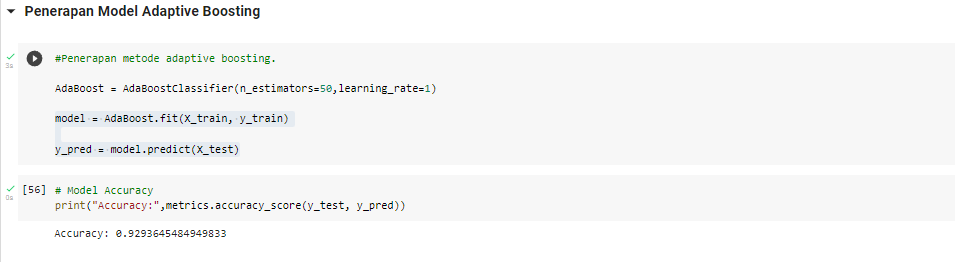 Penerapan Model Adaptive Boosting
3s
#Penerapan metode adaptive boosting.
AdaBoost = AdaBoostClassifier(n_estimators=50,learning_rate=1)
model = AdaBoost.fit(X_train, y_train)
y_pred = model.predict(X_test)
0s
[56] # Model Accuracy
print("Accuracy:",metrics.accuracy_score(y_test, y_pred))
Accuracy: 0.9293645484949833